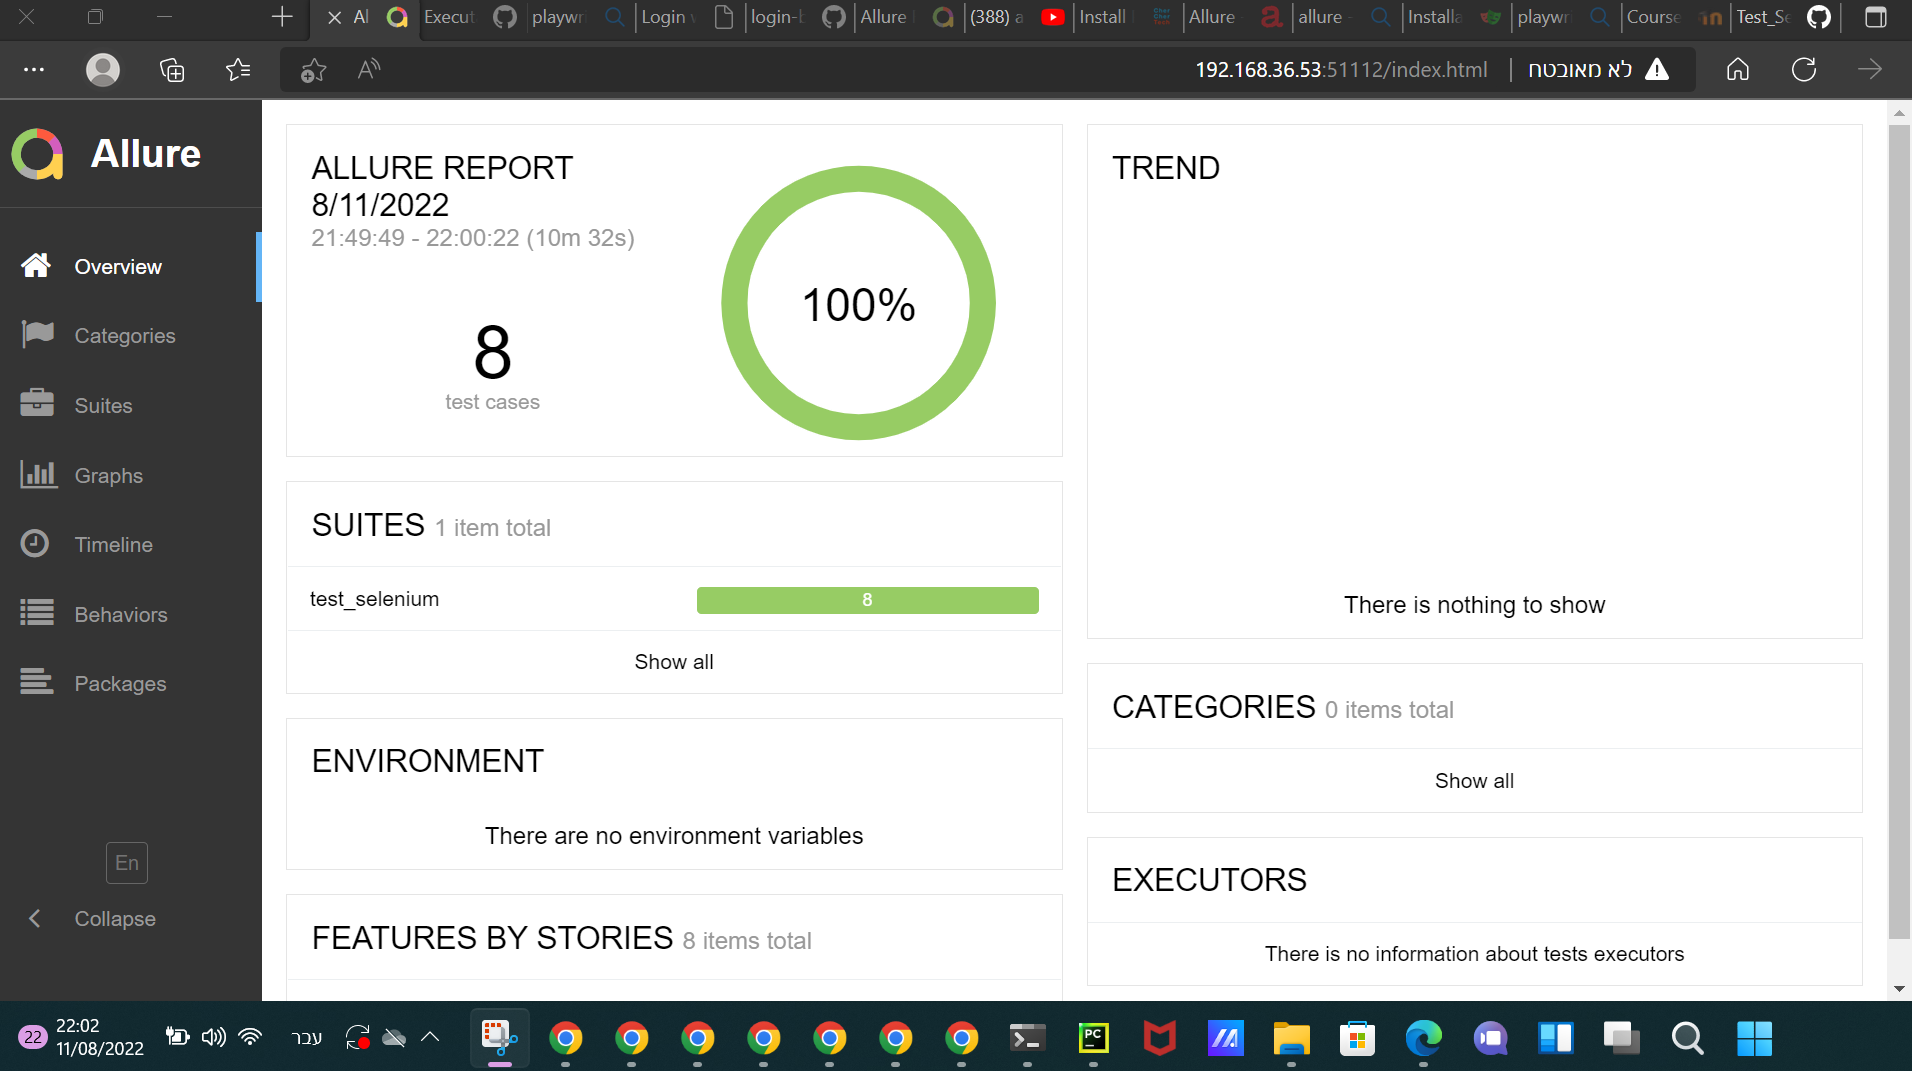 Al
Execut
playwri
Login v
login-b
Allure
(388) a
Install
Allure
allure -
Installa
playwri
Course
Test_Se
192.168.36.53:51112/index.html
לא מאובטח
Allure
Overview
Categories
Suites
Graphs
Timeline
Behaviors
Packages
En
Collapse
ALLURE REPORT
8/11/2022
21:49:49 - 22:00:22 (10m 32s)
8
test cases
100%
SUITES 1 item total
test_selenium
8
Show all
ENVIRONMENT
There are no environment variables
FEATURES BY STORIES 8 items total
TREND
There is nothing to show
CATEGORIES 0 items total
Show all
EXECUTORS
There is no information about tests executors
22
22:02
11/08/2022
עבר
PC